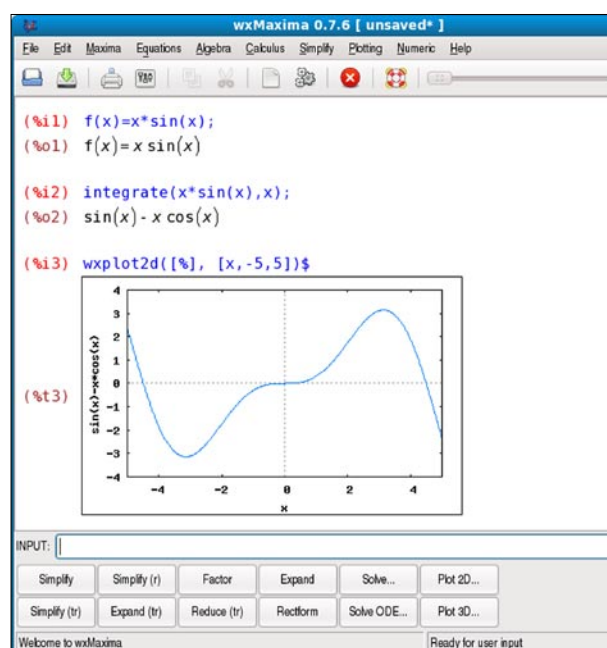 wxMaxima 0.7.6 [ unsaved* ]
File Edit Maxima Equations Algebra Calculus Simplify Plotting Numeric Help
(%i1) f(x)=x*sin(x);
(%o1) f(x)= x sin(x)
(%i2) integrate(x*sin(x),x);
(%o2) sin(x)- x cos(x)
(%i3) wxplot2d([%], [x,-5,5])$
(%t3)
sin(x)-x*cos(x)
4
3
2
1
0
-1
-2
-3
-4
-4 -2 0 2 4
x
INPUT:
Simplify Simplify (r) Factor Expand Solve... Plot 2D...
Simplify (tr) Expand (tr) Reduce (tr) Rectform Solve ODE... Plot 3D...
Welcome to wxMaxima Ready for user input